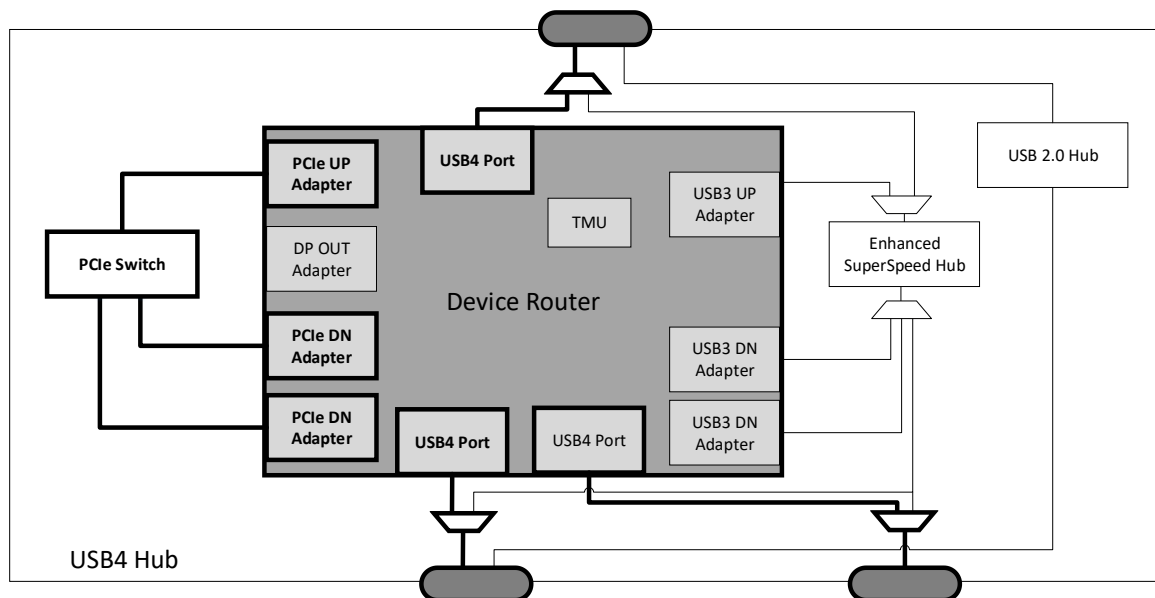 USB4 Port
USB 2.0 Hub
PCIe UP
Adapter
USB3 UP
Adapter
TMU
DP OUT
Adapter
PCIe Switch
Enhanced
SuperSpeed Hub
Device Router
PCIe DN
Adapter
USB3 DN
Adapter
PCIe DN
Adapter
USB4 Port
USB4 Port
USB3 DN
Adapter
USB4 Hub